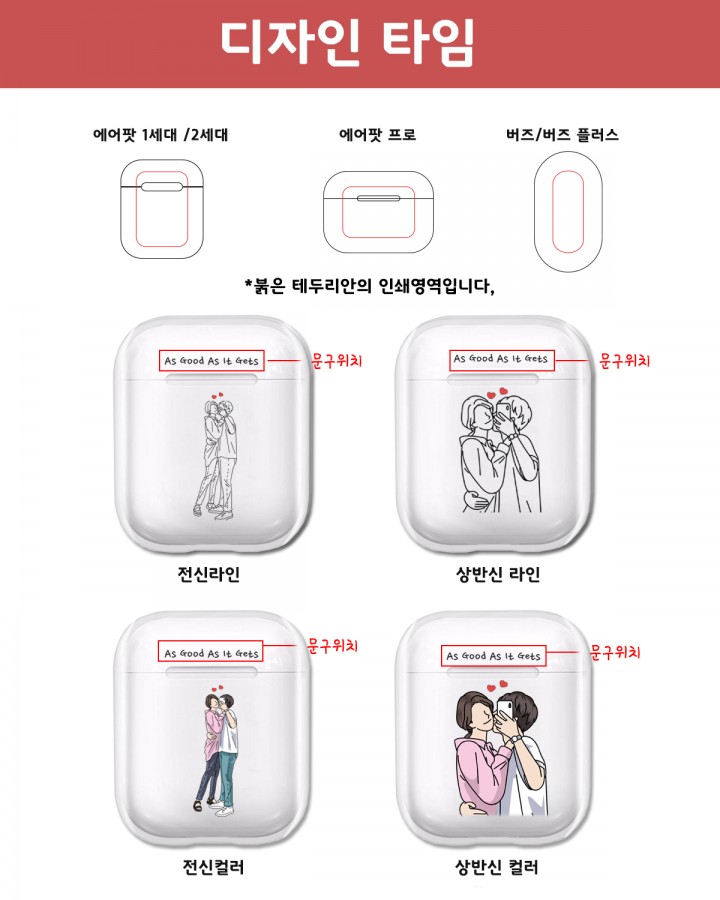 디자인 타임
에어팟 1세대 /2세대
에어팟 프로
버즈/버즈 플러스
*붉은 테두리안의 인쇄영역입니다,
As Good As It Gets
문구위치
As Good As It Gets
문구위치
전신라인
상반신 라인
As Good As It Gets
문구위치
As Good As It Gets
문구위치
전신컬러
상반신 컬러